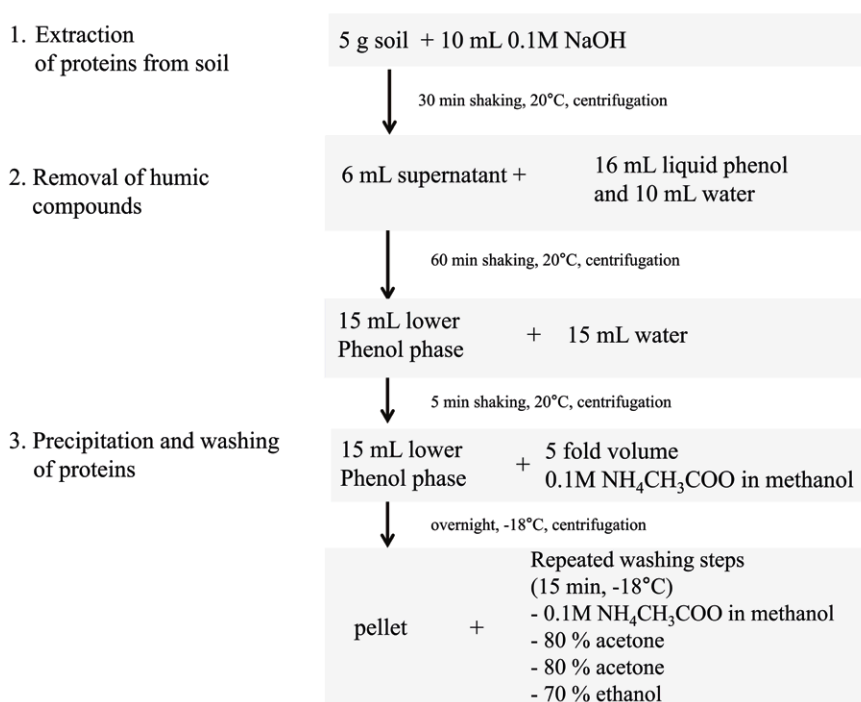 1. Extraction
of proteins from soil
5 g soil + 10 mL 0.1M NaOH
30 min shaking, 20°C, centrifugation
2. Removal of humic
compounds
6 mL supernatant +
16 mL liquid phenol
and 10 mL water
60 min shaking, 20°C, centrifugation
15 mL lower
Phenol phase
+ 15 mL water
5 min shaking, 20°C, centrifugation
3. Precipitation and washing
of proteins
15 mL lower
Phenol phase
+
5 fold volume
0.1M NH₄CH₃COO in methanol
overnight, -18°C, centrifugation
pellet +
Repeated washing steps
(15 min, -18°C)
- 0.1M NH₄CH₃COO in methanol
- 80 % acetone
- 80 % acetone
- 70 % ethanol